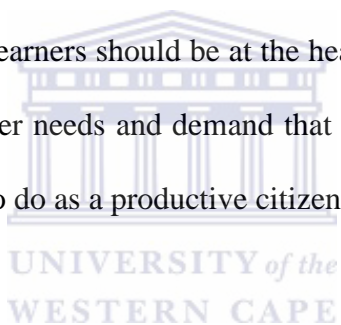 earners should be at the hea
er needs and demand that
o do as a productive citizen
UNIVERSITY of the
WESTERN CAPE